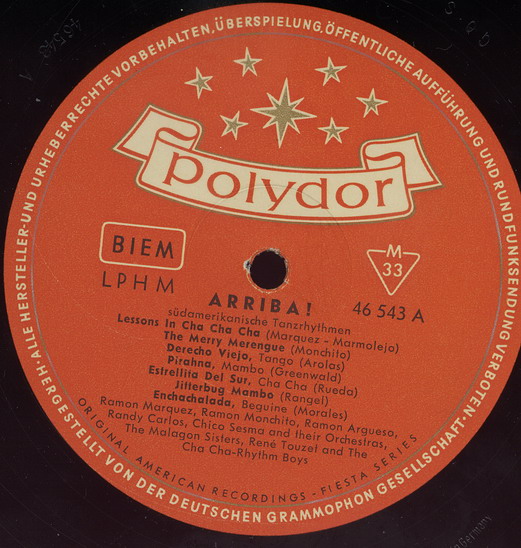 ALLE HERSTELLER-UND URHEBERRECHTE VORBEHALTEN, ÜBERSPIELUNG, ÖFFENTLICHE AUFFÜHRUNG UND RUNDFUNKSENDUNG VERBOTEN.
polydor
BIEM
M
33
LPHM
ARRIBA!
46 543 A
südamerikanische Tanzrhythmen
Lessons In Cha Cha Cha (Marquez - Marmolejo)
The Merry Merengue (Monchito)
Derecho Viejo, Tango (Arolas)
Pirahna, Mambo (Greenwald)
Estrellita Del Sur, Cha Cha (Rueda)
Jitterbug Mambo (Rangel)
Enchachalada, Beguine (Morales)
Ramon Marquez, Ramon Monchito, Ramon Argueso,
Randy Carlos, Chico Sesma and their Orchestras,
The Malagon Sisters, René Touzet and The
Cha Cha-Rhythm Boys
ORIGINAL AMERICAN RECORDINGS - FIESTA SERIES
HERGESTELLT VON DER DEUTSCHEN GRAMMOPHON GESELLSCHAFT